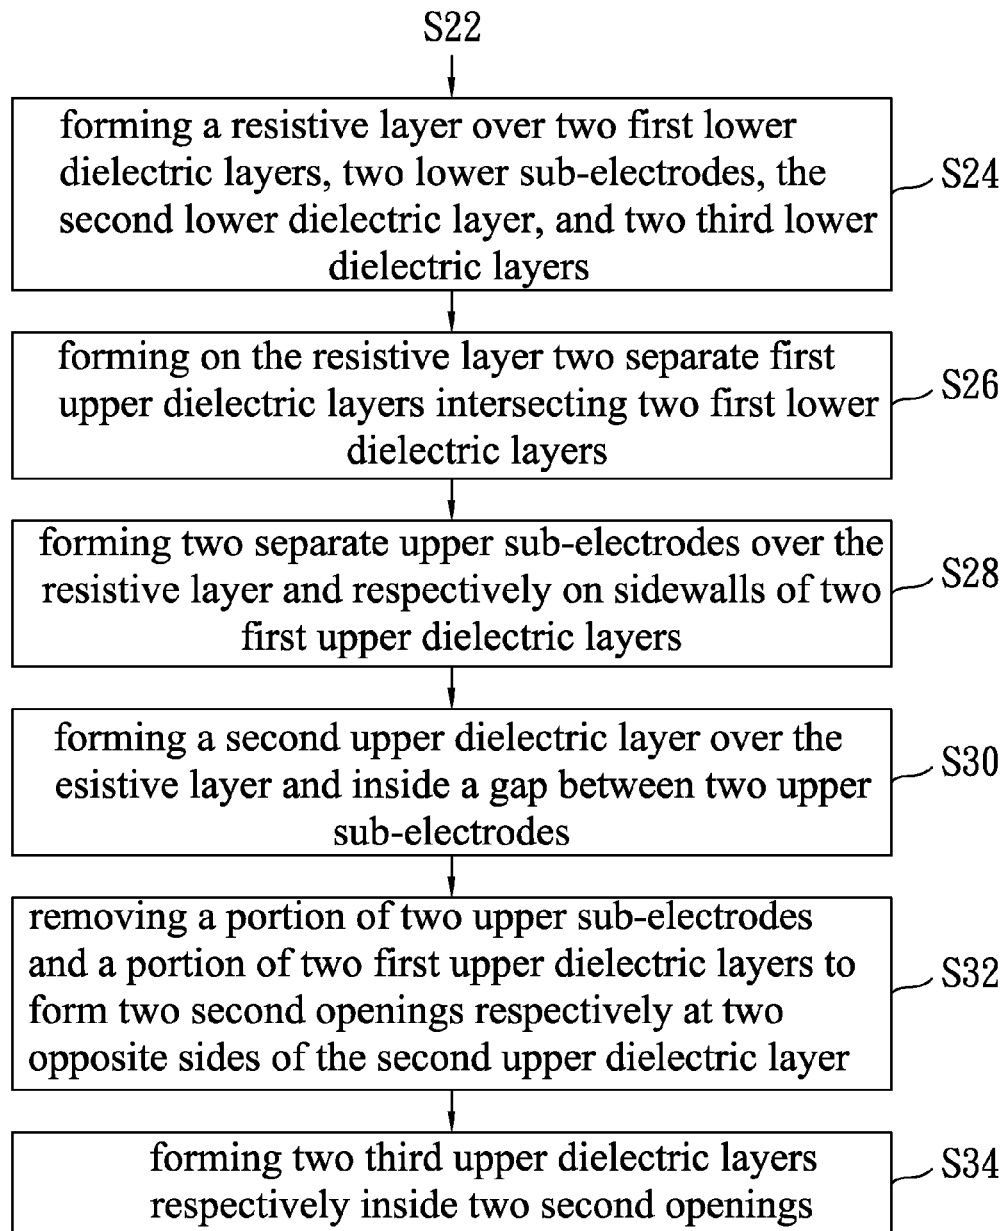 S22
forming a resistive layer over two first lower
dielectric layers, two lower sub-electrodes, the
second lower dielectric layer, and two third lower
dielectric layers
S24
forming on the resistive layer two separate first
upper dielectric layers intersecting two first lower
dielectric layers
S26
forming two separate upper sub-electrodes over the
resistive layer and respectively on sidewalls of two
first upper dielectric layers
S28
forming a second upper dielectric layer over the
esistive layer and inside a gap between two upper
sub-electrodes
S30
removing a portion of two upper sub-electrodes
and a portion of two first upper dielectric layers to
form two second openings respectively at two
opposite sides of the second upper dielectric layer
S32
forming two third upper dielectric layers
respectively inside two second openings
S34